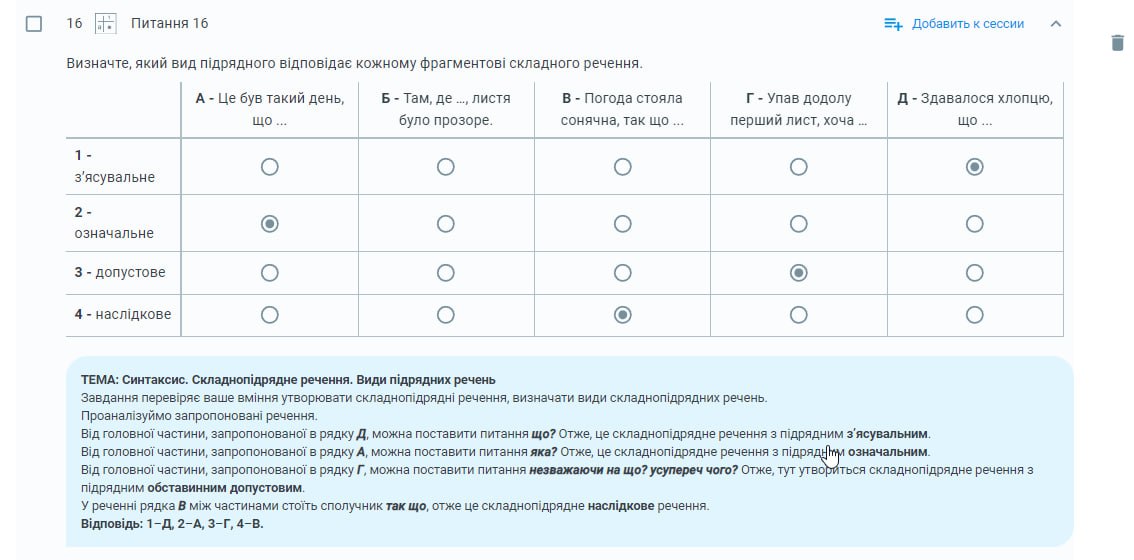 16 Питання 16 Добавить к сессии
Визначте, який вид підрядного відповідає кожному фрагментові складного речення.
А - Це був такий день, що ...
Б - Там, де ..., листя було прозоре.
В - Погода стояла сонячна, так що ...
Г - Упав додолу перший лист, хоча ...
Д - Здавалося хлопцю, що ...
1 -
з’ясувальне
2 -
означальне
3 - допустове
4 - наслідкове
ТЕМА: Синтаксис. Складнопідрядне речення. Види підрядних речень
Завдання перевіряє ваше вміння утворювати складнопідрядні речення, визначати види складнопідрядних речень.
Проаналізуймо запропоновані речення.
Від головної частини, запропонованої в рядку Д, можна поставити питання що? Отже, це складнопідрядне речення з підрядним з’ясувальним.
Від головної частини, запропонованої в рядку А, можна поставити питання яка? Отже, це складнопідрядне речення з підрядним означальним.
Від головної частини, запропонованої в рядку Г, можна поставити питання незважаючи на що? усупереч чого? Отже, тут утвориться складнопідрядне речення з
підрядним обставинним допустовим.
У реченні рядка В між частинами стоїть сполучник так що, отже це складнопідрядне наслідкове речення.
Відповідь: 1–Д, 2–А, 3–Г, 4–В.